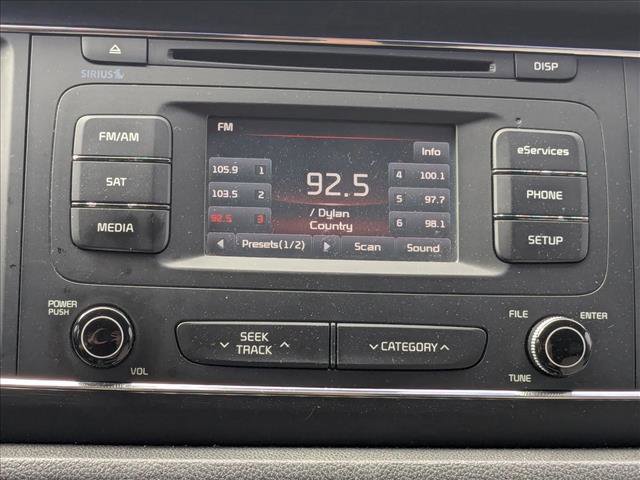 SIRIUS
DISP
FM/AM
SAT
MEDIA
FM
Info
105.9 1
103.5 2
92.5 3
92.5
/ Dylan
Country
4 100.1
5 97.7
6 98.1
Presets(1/2)
Scan
Sound
eServices
PHONE
SETUP
POWER
PUSH
VOL
SEEK
TRACK
CATEGORY
FILE
ENTER
TUNE